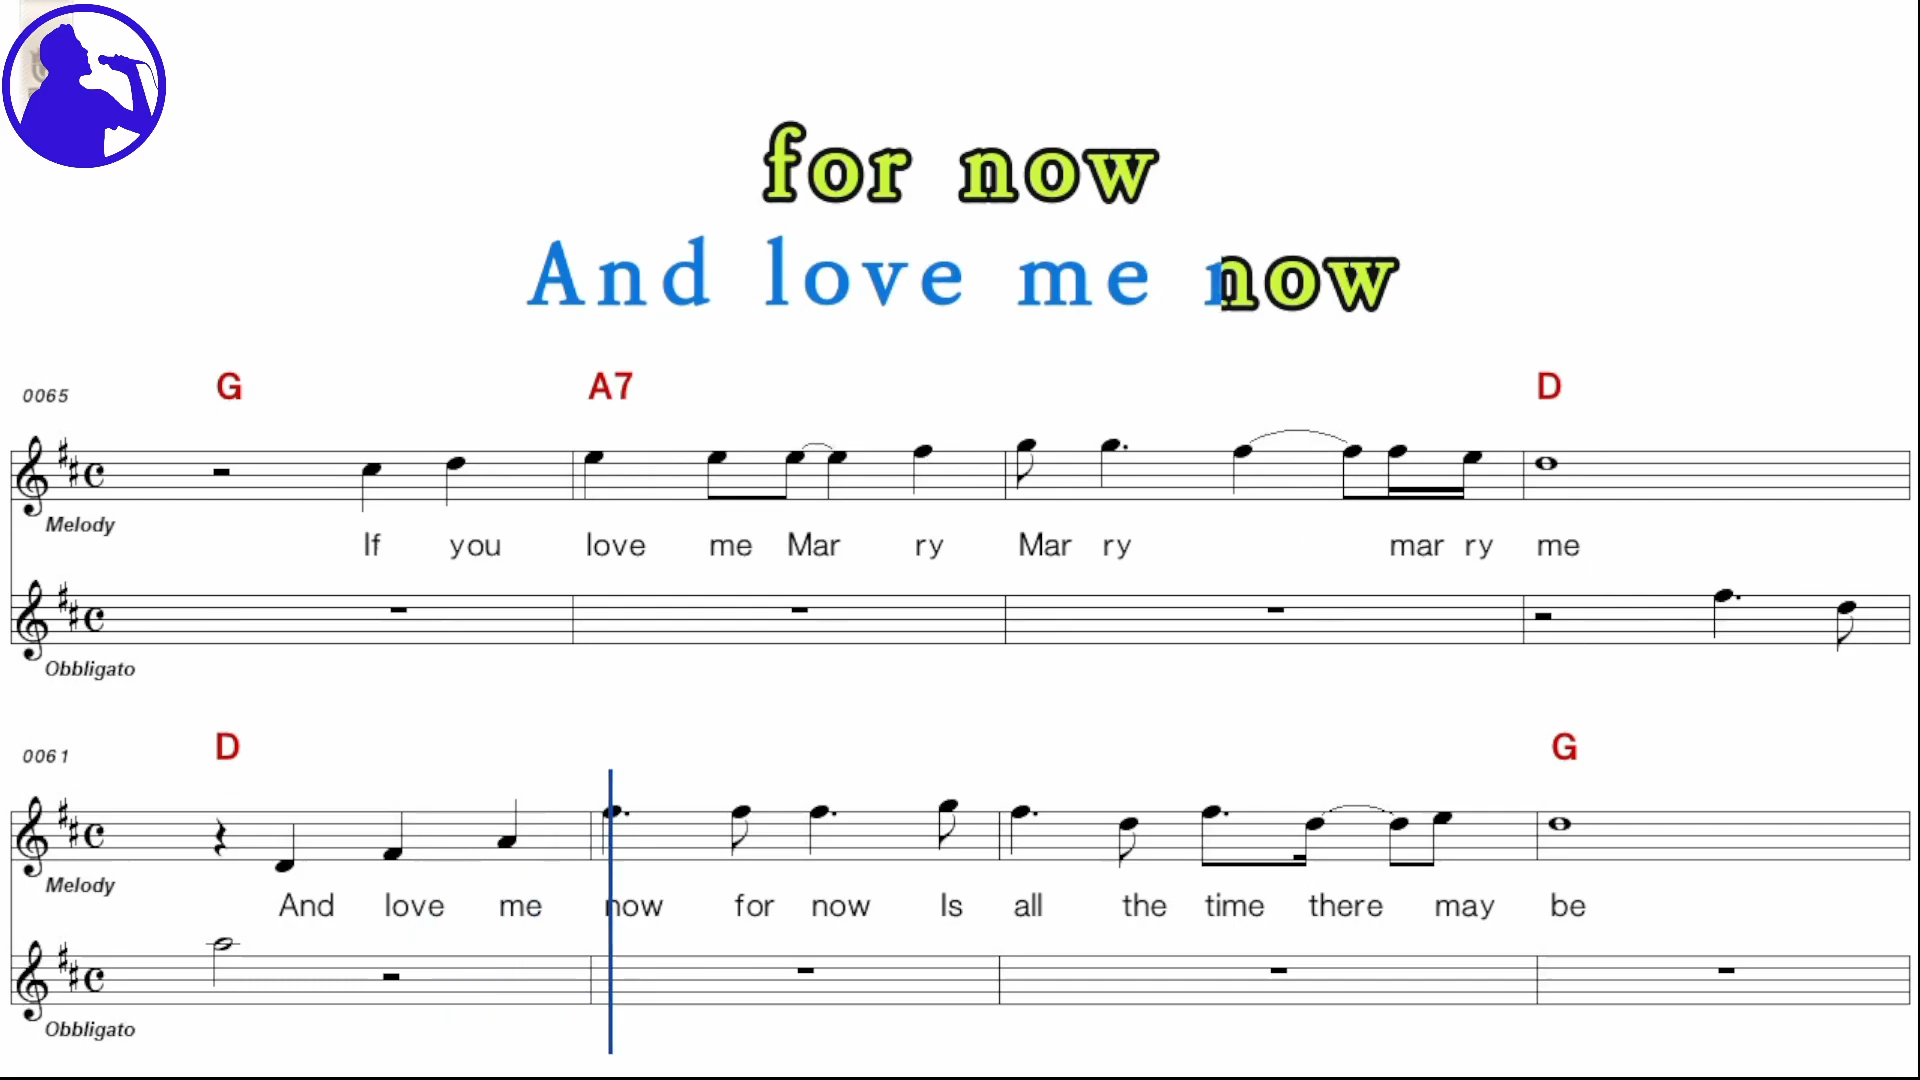 for now
And love me now
0065 G A7 D
Melody
If you love me Mar ry Mar ry mar ry me
Obbligato
0061 D G
Melody
And love me now for now Is all the time there may be
Obbligato